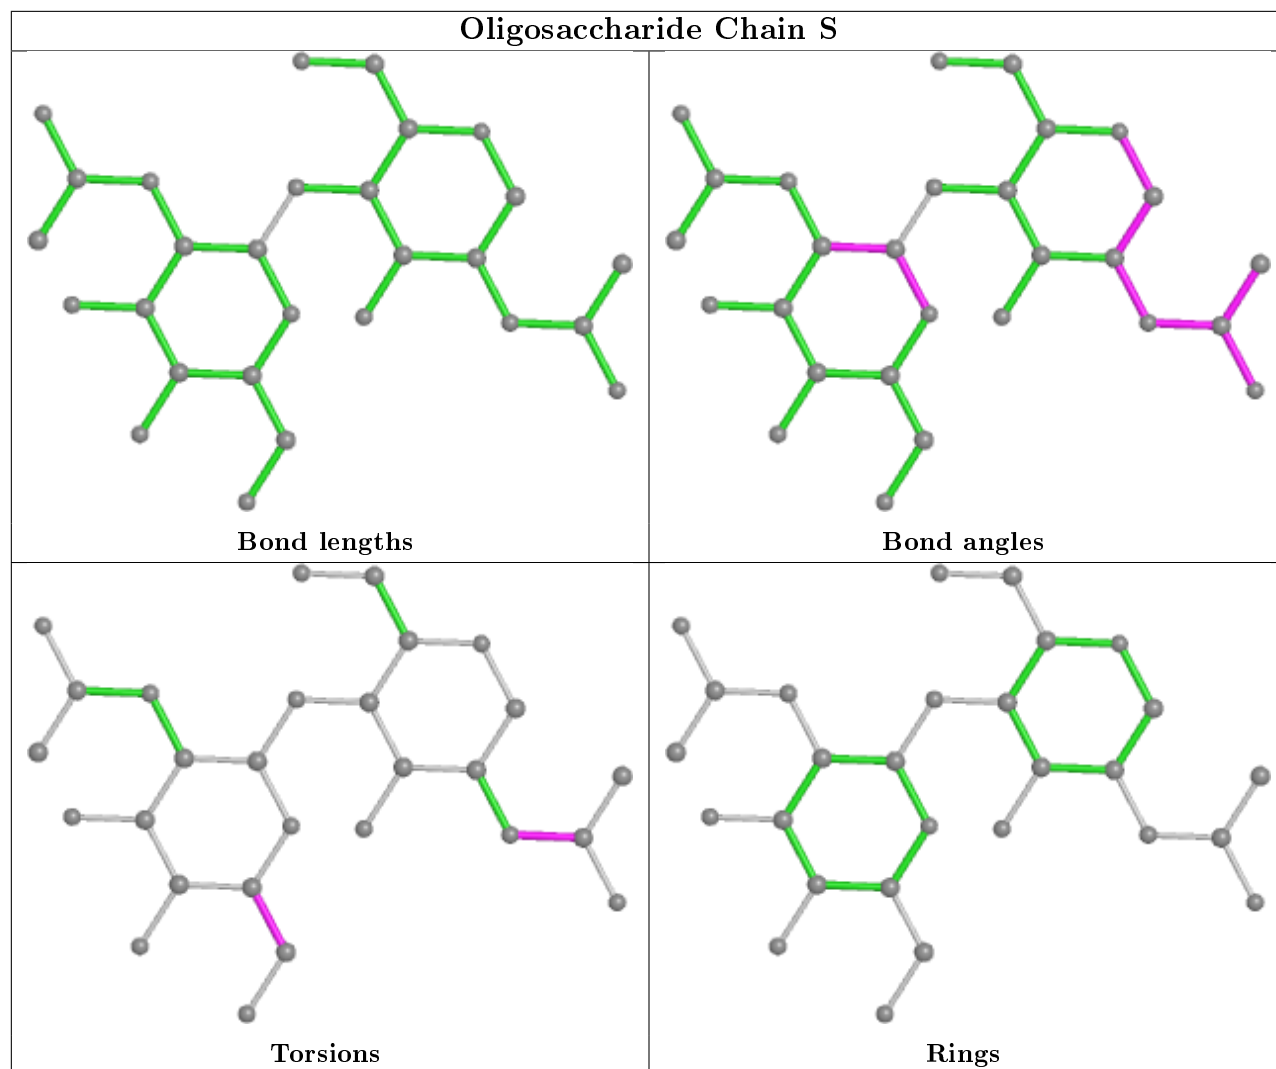 Oligosaccharide Chain S
Bond lengths
Bond angles
Torsions
Rings